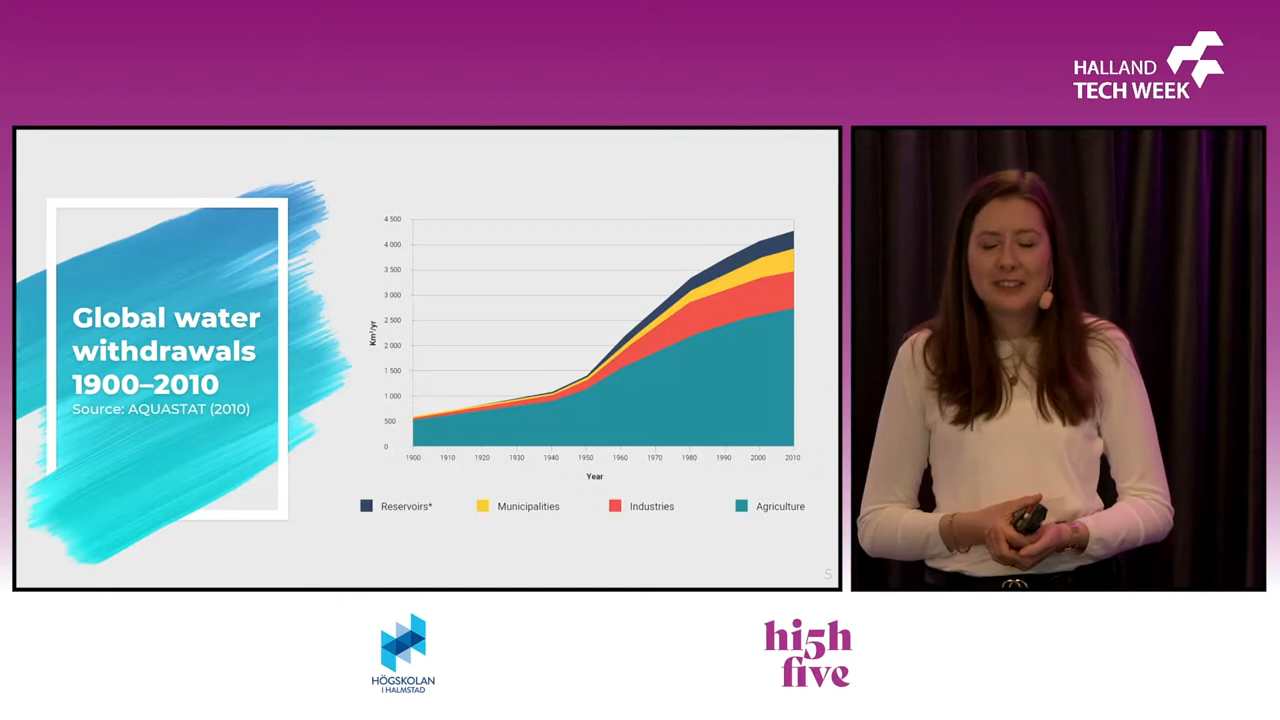 HALLAND
TECH WEEK
Global water
withdrawals
1900–2010
Source: AQUASTAT (2010)
4 500
4 000
3 500
3 000
2 500
2 000
1 500
1 000
500
0
Km³/yr
1900 1910 1920 1930 1940 1950 1960 1970 1980 1990 2000 2010
Year
Reservoirs* Municipalities Industries Agriculture
5
HÖGSKOLAN
I HALMSTAD
hi5h
five